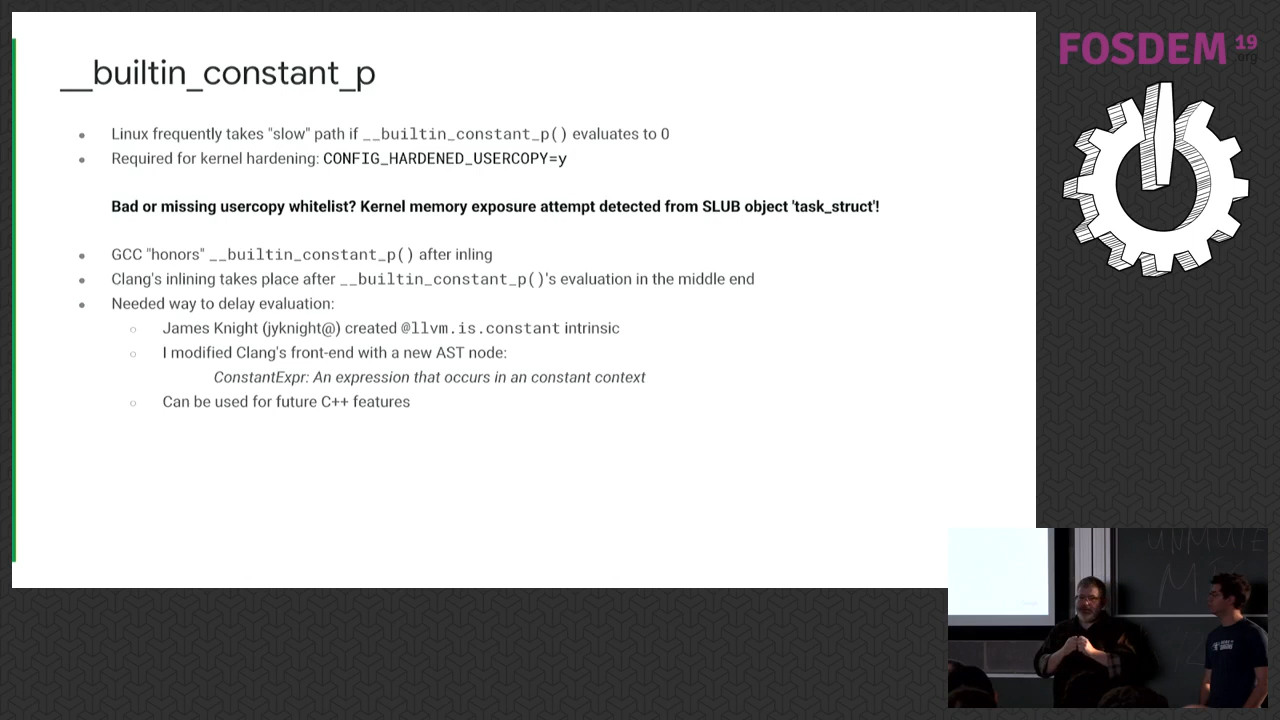 __builtin_constant_p
FOSDEM 19
.org
Linux frequently takes "slow" path if __builtin_constant_p() evaluates to 0
Required for kernel hardening: CONFIG_HARDENED_USERCOPY=y
Bad or missing usercopy whitelist? Kernel memory exposure attempt detected from SLUB object 'task_struct'!
GCC "honors" __builtin_constant_p() after inling
Clang's inlining takes place after __builtin_constant_p()'s evaluation in the middle end
Needed way to delay evaluation:
James Knight (jyknight@) created @llvm.is.constant intrinsic
I modified Clang's front-end with a new AST node:
ConstantExpr: An expression that occurs in an constant context
Can be used for future C++ features
UNMUTE
ME